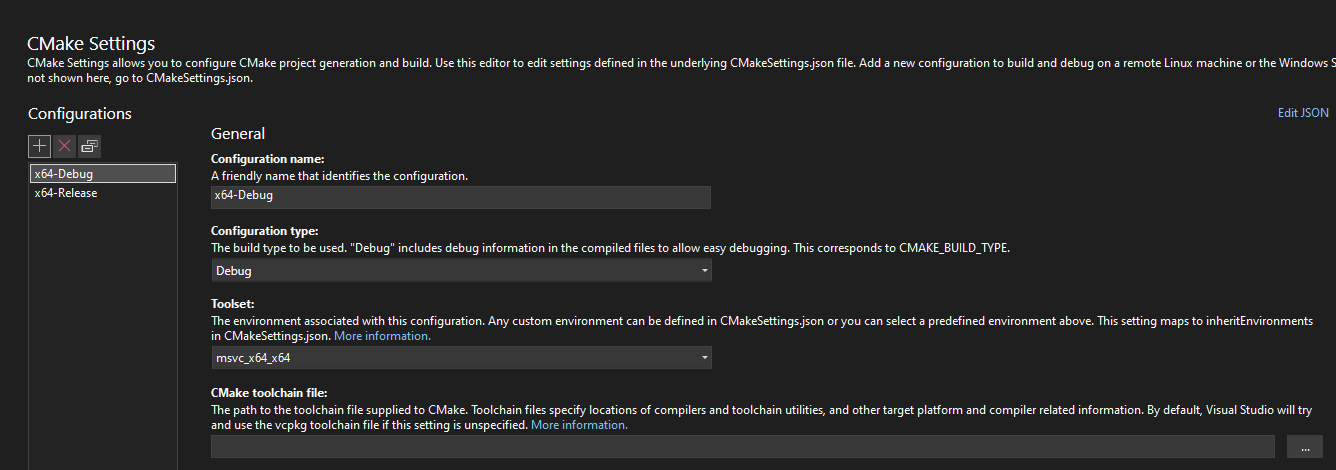 CMake Settings
CMake Settings allows you to configure CMake project generation and build. Use this editor to edit settings defined in the underlying CMakeSettings.json file. Add a new configuration to build and debug on a remote Linux machine or the Windows S
not shown here, go to CMakeSettings.json.
Configurations
Edit JSON
x64-Debug
x64-Release
General
Configuration name:
A friendly name that identifies the configuration.
x64-Debug
Configuration type:
The build type to be used. "Debug" includes debug information in the compiled files to allow easy debugging. This corresponds to CMAKE_BUILD_TYPE.
Debug
Toolset:
The environment associated with this configuration. Any custom environment can be defined in CMakeSettings.json or you can select a predefined environment above. This setting maps to inheritEnvironments
in CMakeSettings.json. More information.
msvc_x64_x64
CMake toolchain file:
The path to the toolchain file supplied to CMake. Toolchain files specify locations of compilers and toolchain utilities, and other target platform and compiler related information. By default, Visual Studio will try
and use the vcpkg toolchain file if this setting is unspecified. More information.
...